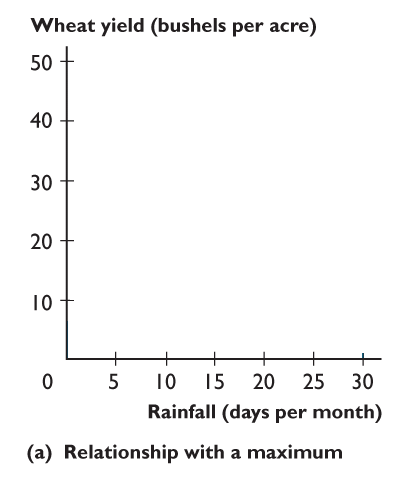 Wheat yield (bushels per acre)
50
40
30
20
10
0 5 10 15 20 25 30
Rainfall (days per month)
(a) Relationship with a maximum